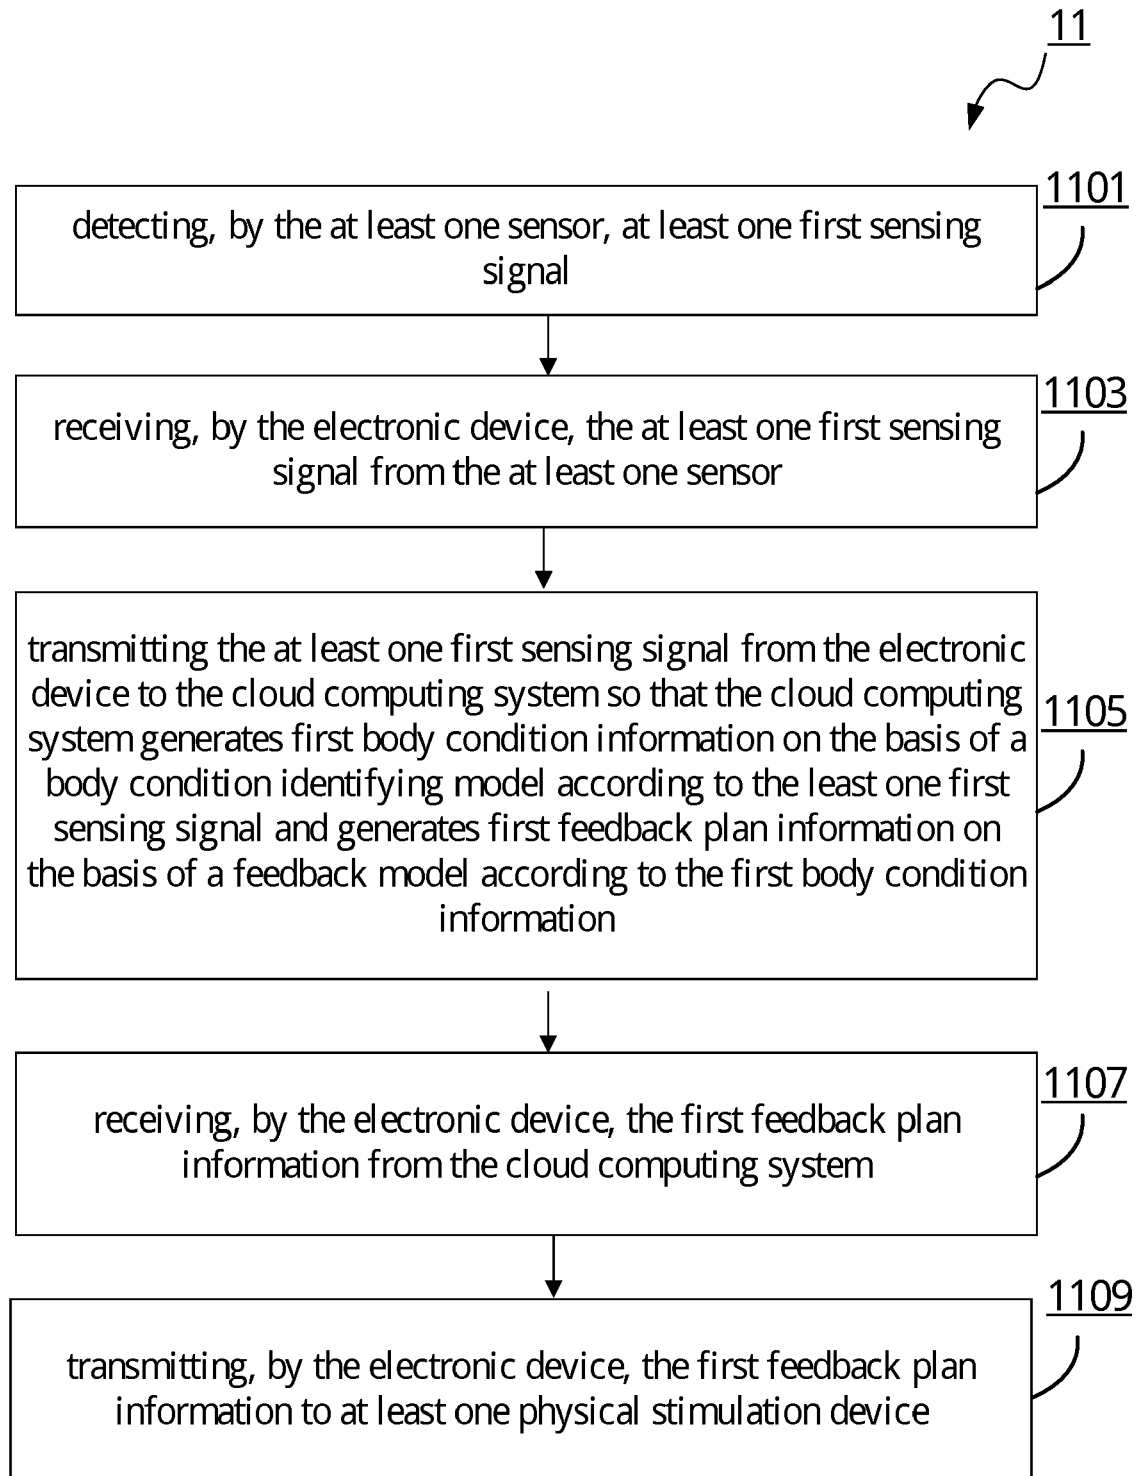 11
1101
detecting, by the at least one sensor, at least one first sensing
signal
1103
receiving, by the electronic device, the at least one first sensing
signal from the at least one sensor
transmitting the at least one first sensing signal from the electronic
device to the cloud computing system so that the cloud computing
system generates first body condition information on the basis of a
body condition identifying model according to the least one first
sensing signal and generates first feedback plan information on
the basis of a feedback model according to the first body condition
information
1105
1107
receiving, by the electronic device, the first feedback plan
information from the cloud computing system
1109
transmitting, by the electronic device, the first feedback plan
information to at least one physical stimulation device